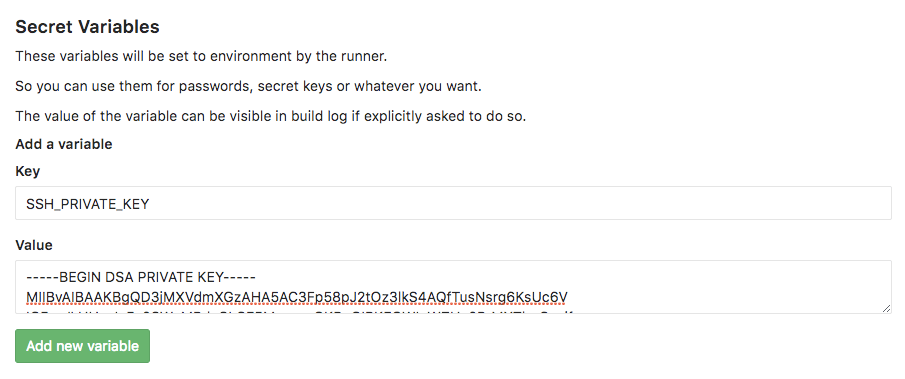 Secret Variables
These variables will be set to environment by the runner.
So you can use them for passwords, secret keys or whatever you want.
The value of the variable can be visible in build log if explicitly asked to do so.
Add a variable
Key
SSH_PRIVATE_KEY
Value
-----BEGIN DSA PRIVATE KEY-----
MIIBvAIBAAKBgQD3jMXVdmXGzAHA5AC3Fp58pJ2tOz3lkS4AQfTusNsrg6KsUc6V
Add new variable